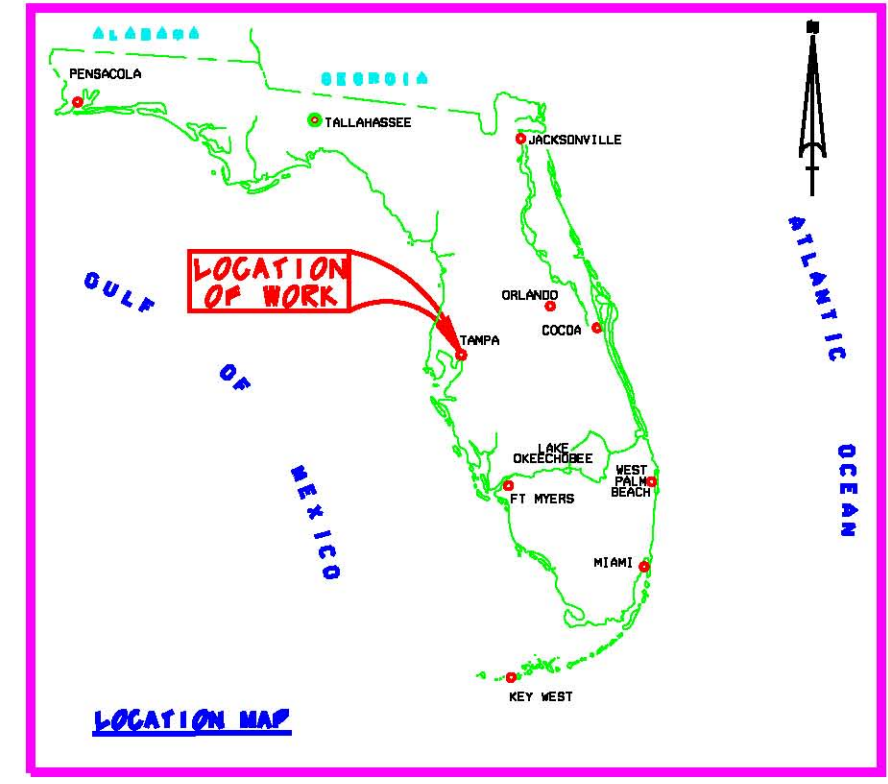 ALABAMA
PENSACOLA
GEORGIA
TALLAHASSEE
JACKSONVILLE
LOCATION
OF WORK
GULF
OF
MEXICO
ATLANTIC
OCEAN
ORLANDO
COCOA
TAMPA
LAKE
OKEECHOBEE
WEST
PALM
BEACH
FT MYERS
MIAMI
KEY WEST
LOCATION MAP